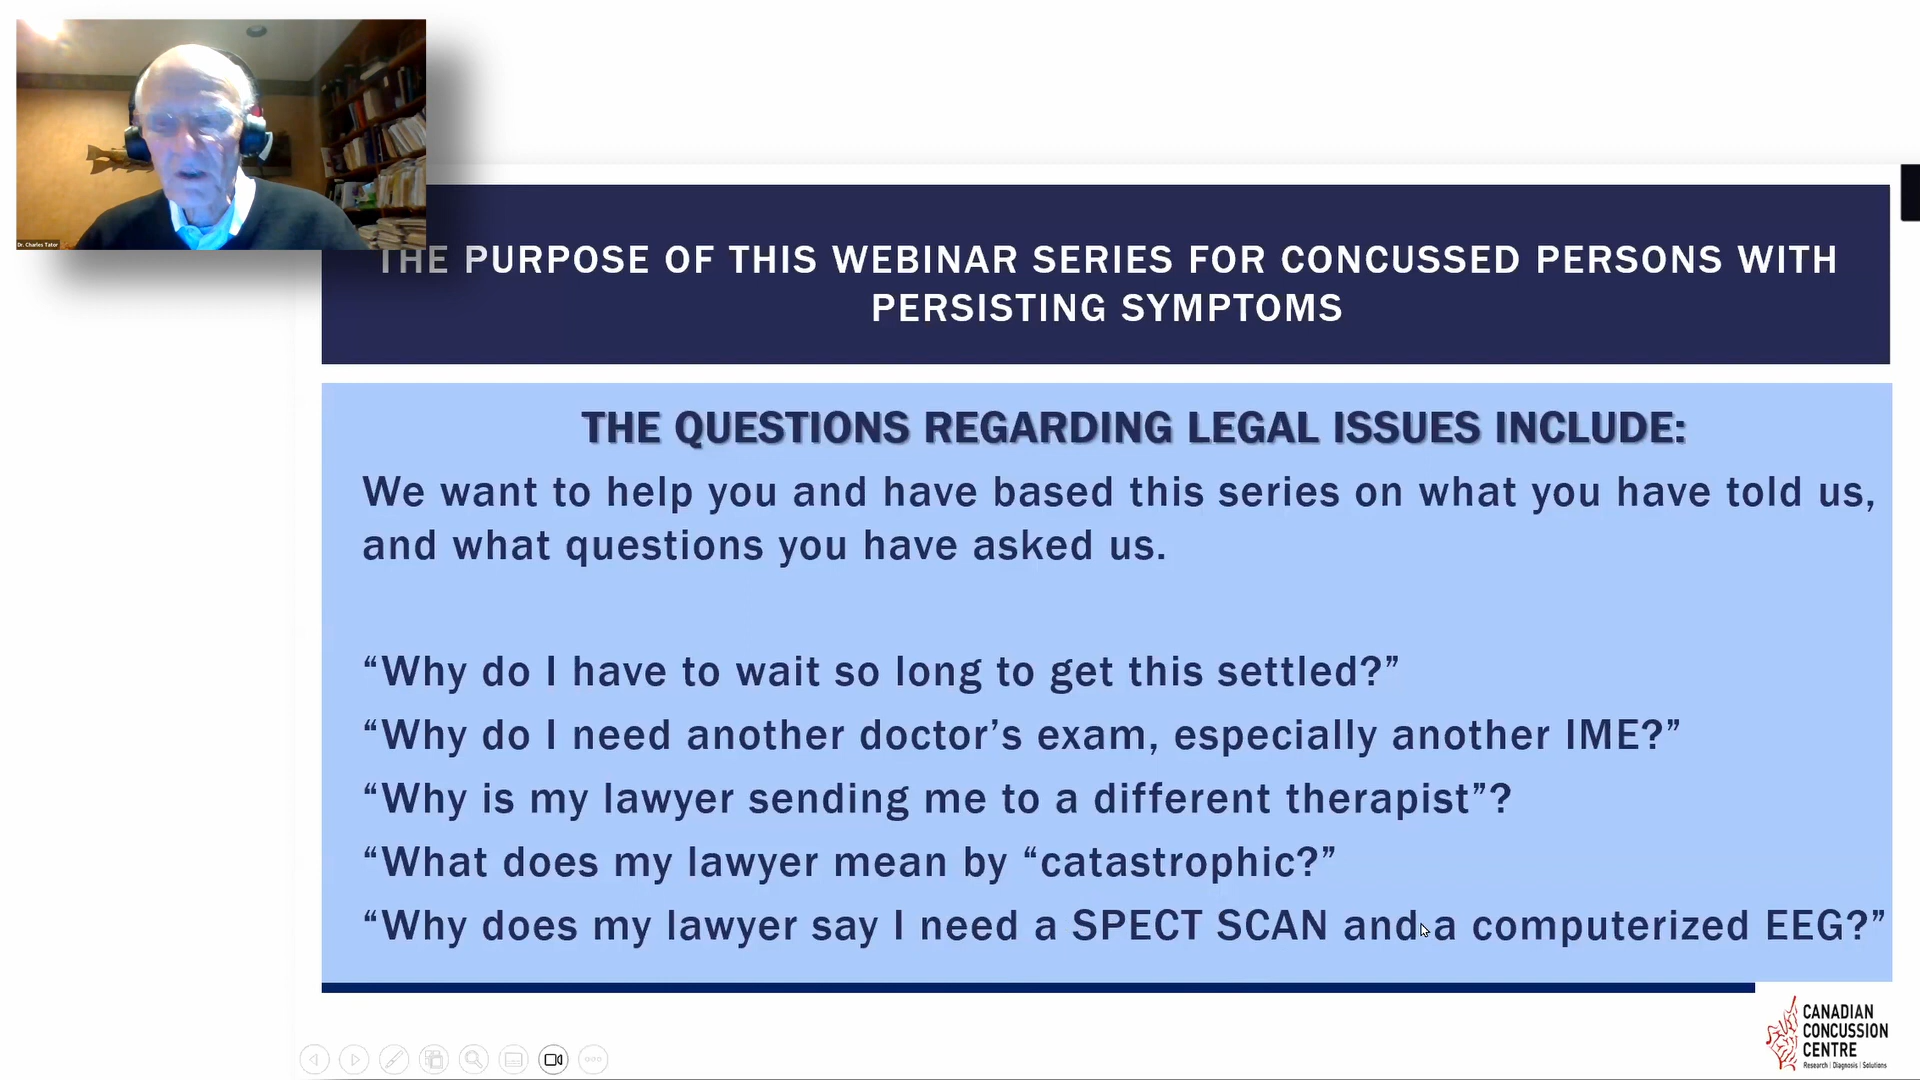 Dr. Charles Tator
THE PURPOSE OF THIS WEBINAR SERIES FOR CONCUSSED PERSONS WITH
PERSISTING SYMPTOMS
THE QUESTIONS REGARDING LEGAL ISSUES INCLUDE:
We want to help you and have based this series on what you have told us,
and what questions you have asked us.
“Why do I have to wait so long to get this settled?”
“Why do I need another doctor’s exam, especially another IME?”
“Why is my lawyer sending me to a different therapist”?
“What does my lawyer mean by “catastrophic?”
“Why does my lawyer say I need a SPECT SCAN and a computerized EEG?”
CANADIAN
CONCUSSION
CENTRE
Research | Diagnosis | Solutions